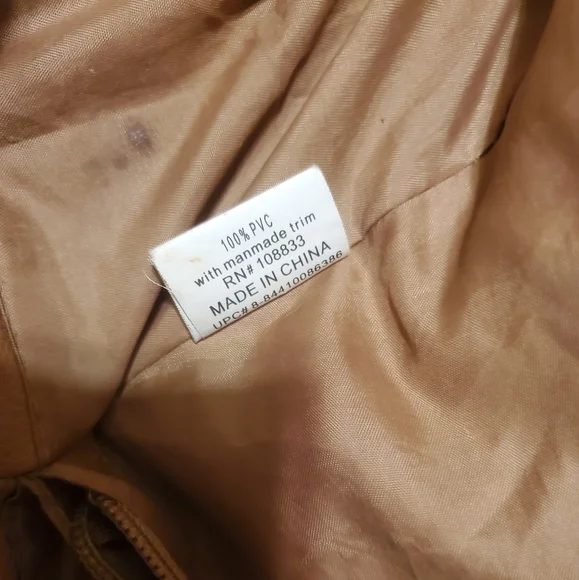 100% PVC
with manmade trim
RN# 108833
MADE IN CHINA
UPC# 8-84410086386